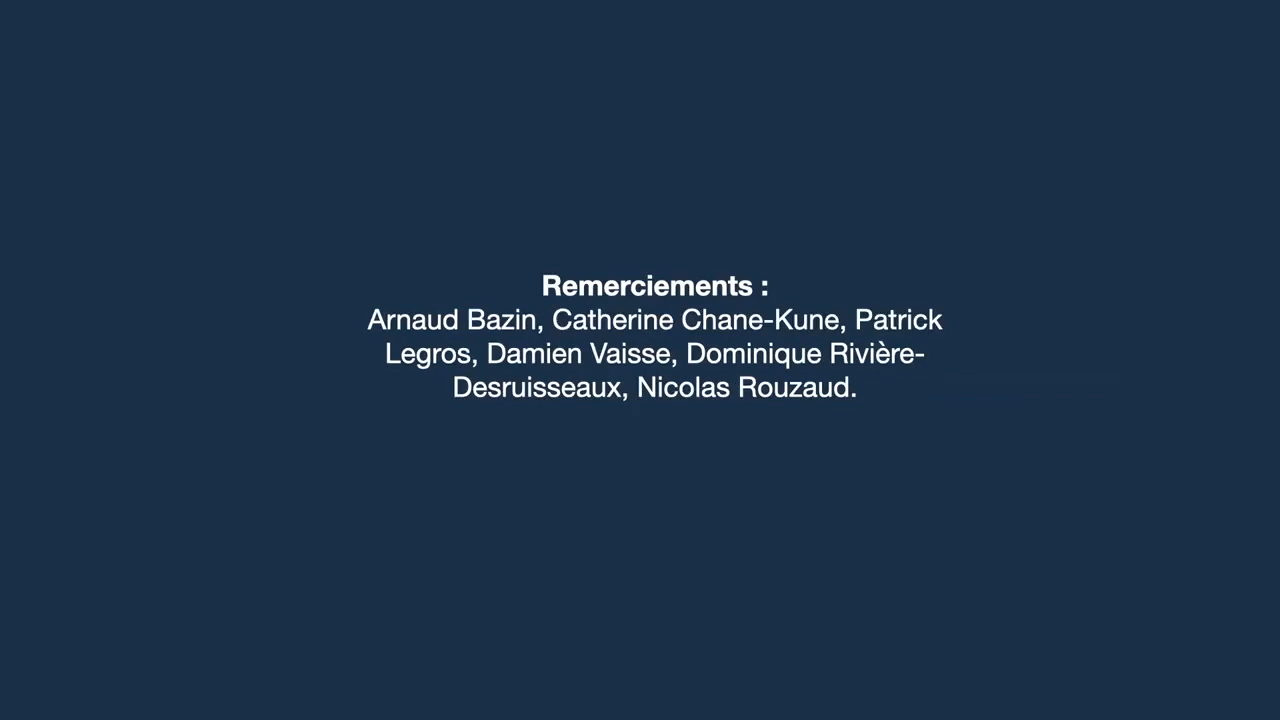 Remerciements :
Arnaud Bazin, Catherine Chane-Kune, Patrick
Legros, Damien Vaisse, Dominique Rivière-
Desruisseaux, Nicolas Rouzaud.